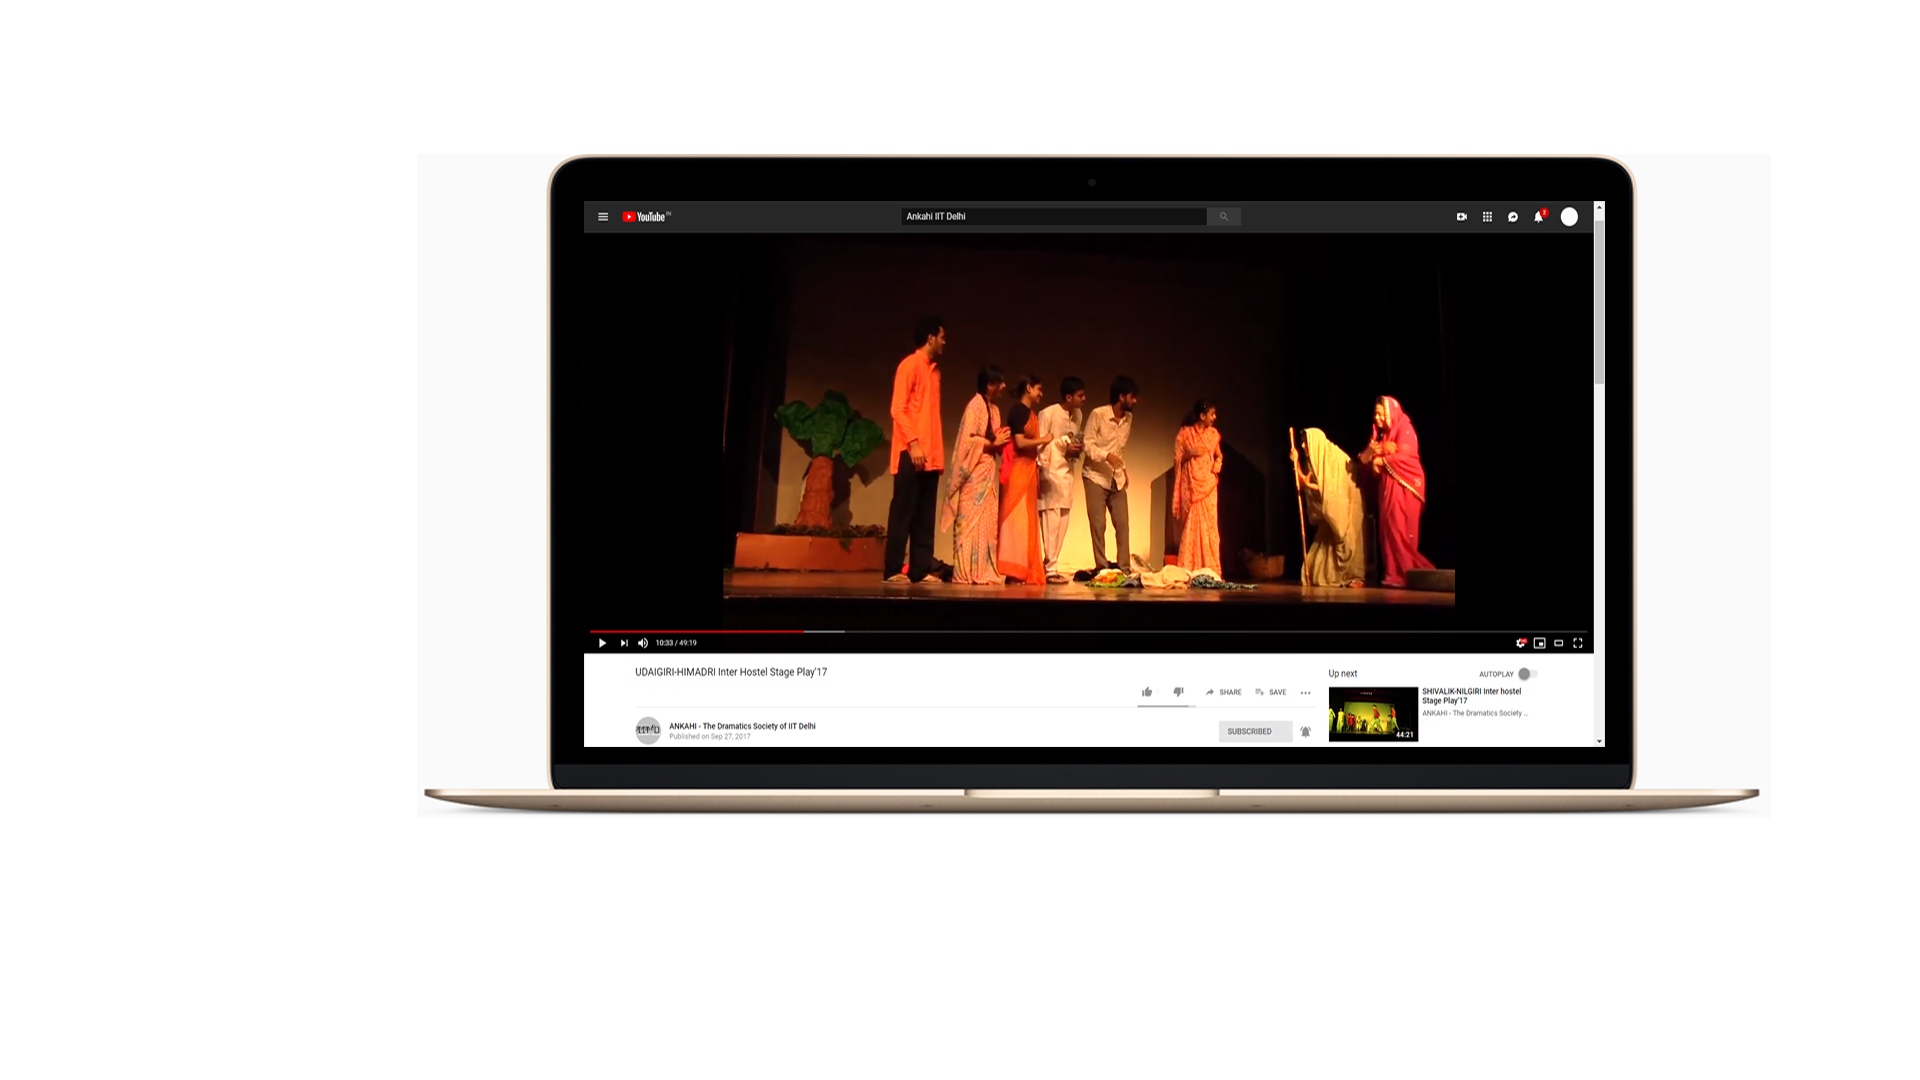 YouTube IN
Ankahi IIT Delhi
2
10:33 / 49:19
UDAIGIRI-HIMADRI Inter Hostel Stage Play'17
SHARE
SAVE
ANKAHI - The Dramatics Society of IIT Delhi
Published on Sep 27, 2017
SUBSCRIBED
Up next
AUTOPLAY
44:21
SHIVALIK-NILGIRI Inter hostel
Stage Play'17
ANKAHI - The Dramatics Society ...